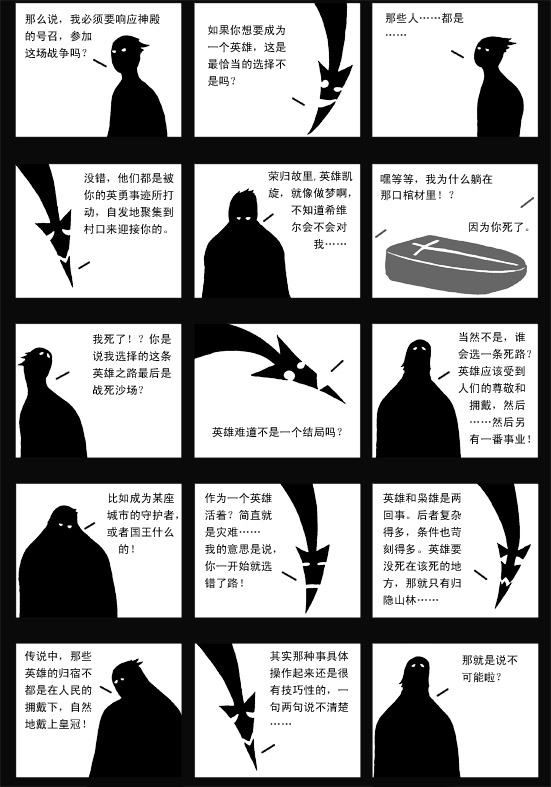 那么说，我必须要响应神殿
的号召，参加
这场战争吗？
如果你想要成为
一个英雄，这是
最恰当的选择不
是吗？
那些人……都是
……
没错，他们都是被
你的英勇事迹所打
动，自发地聚集到
村口来迎接你的。
荣归故里,英雄凯
旋，就像做梦啊，
不知道希维
尔会不会对
我……
嘿等等，我为什么躺在
那口棺材里！？
因为你死了。
我死了！？你是
说我选择的这条
英雄之路最后是
战死沙场？
英雄难道不是一个结局吗？
当然不是，谁
会选一条死路？
英雄应该受到
人们的尊敬和
拥戴，然后
……然后另
有一番事业！
比如成为某座
城市的守护者，
或者国王什么
的！
作为一个英雄
活着？简直就
是灾难……
我的意思是说，
你一开始就选
错了路！
英雄和枭雄是两
回事。后者复杂
得多，条件也苛
刻得多。英雄要
没死在该死的地
方，那就只有归
隐山林……
传说中，那些
英雄的归宿不
都是在人民的
拥戴下，自然
地戴上皇冠！
其实那种事具体
操作起来还是很
有技巧性的，一
句两句说不清楚
……
那就是说不
可能啦？